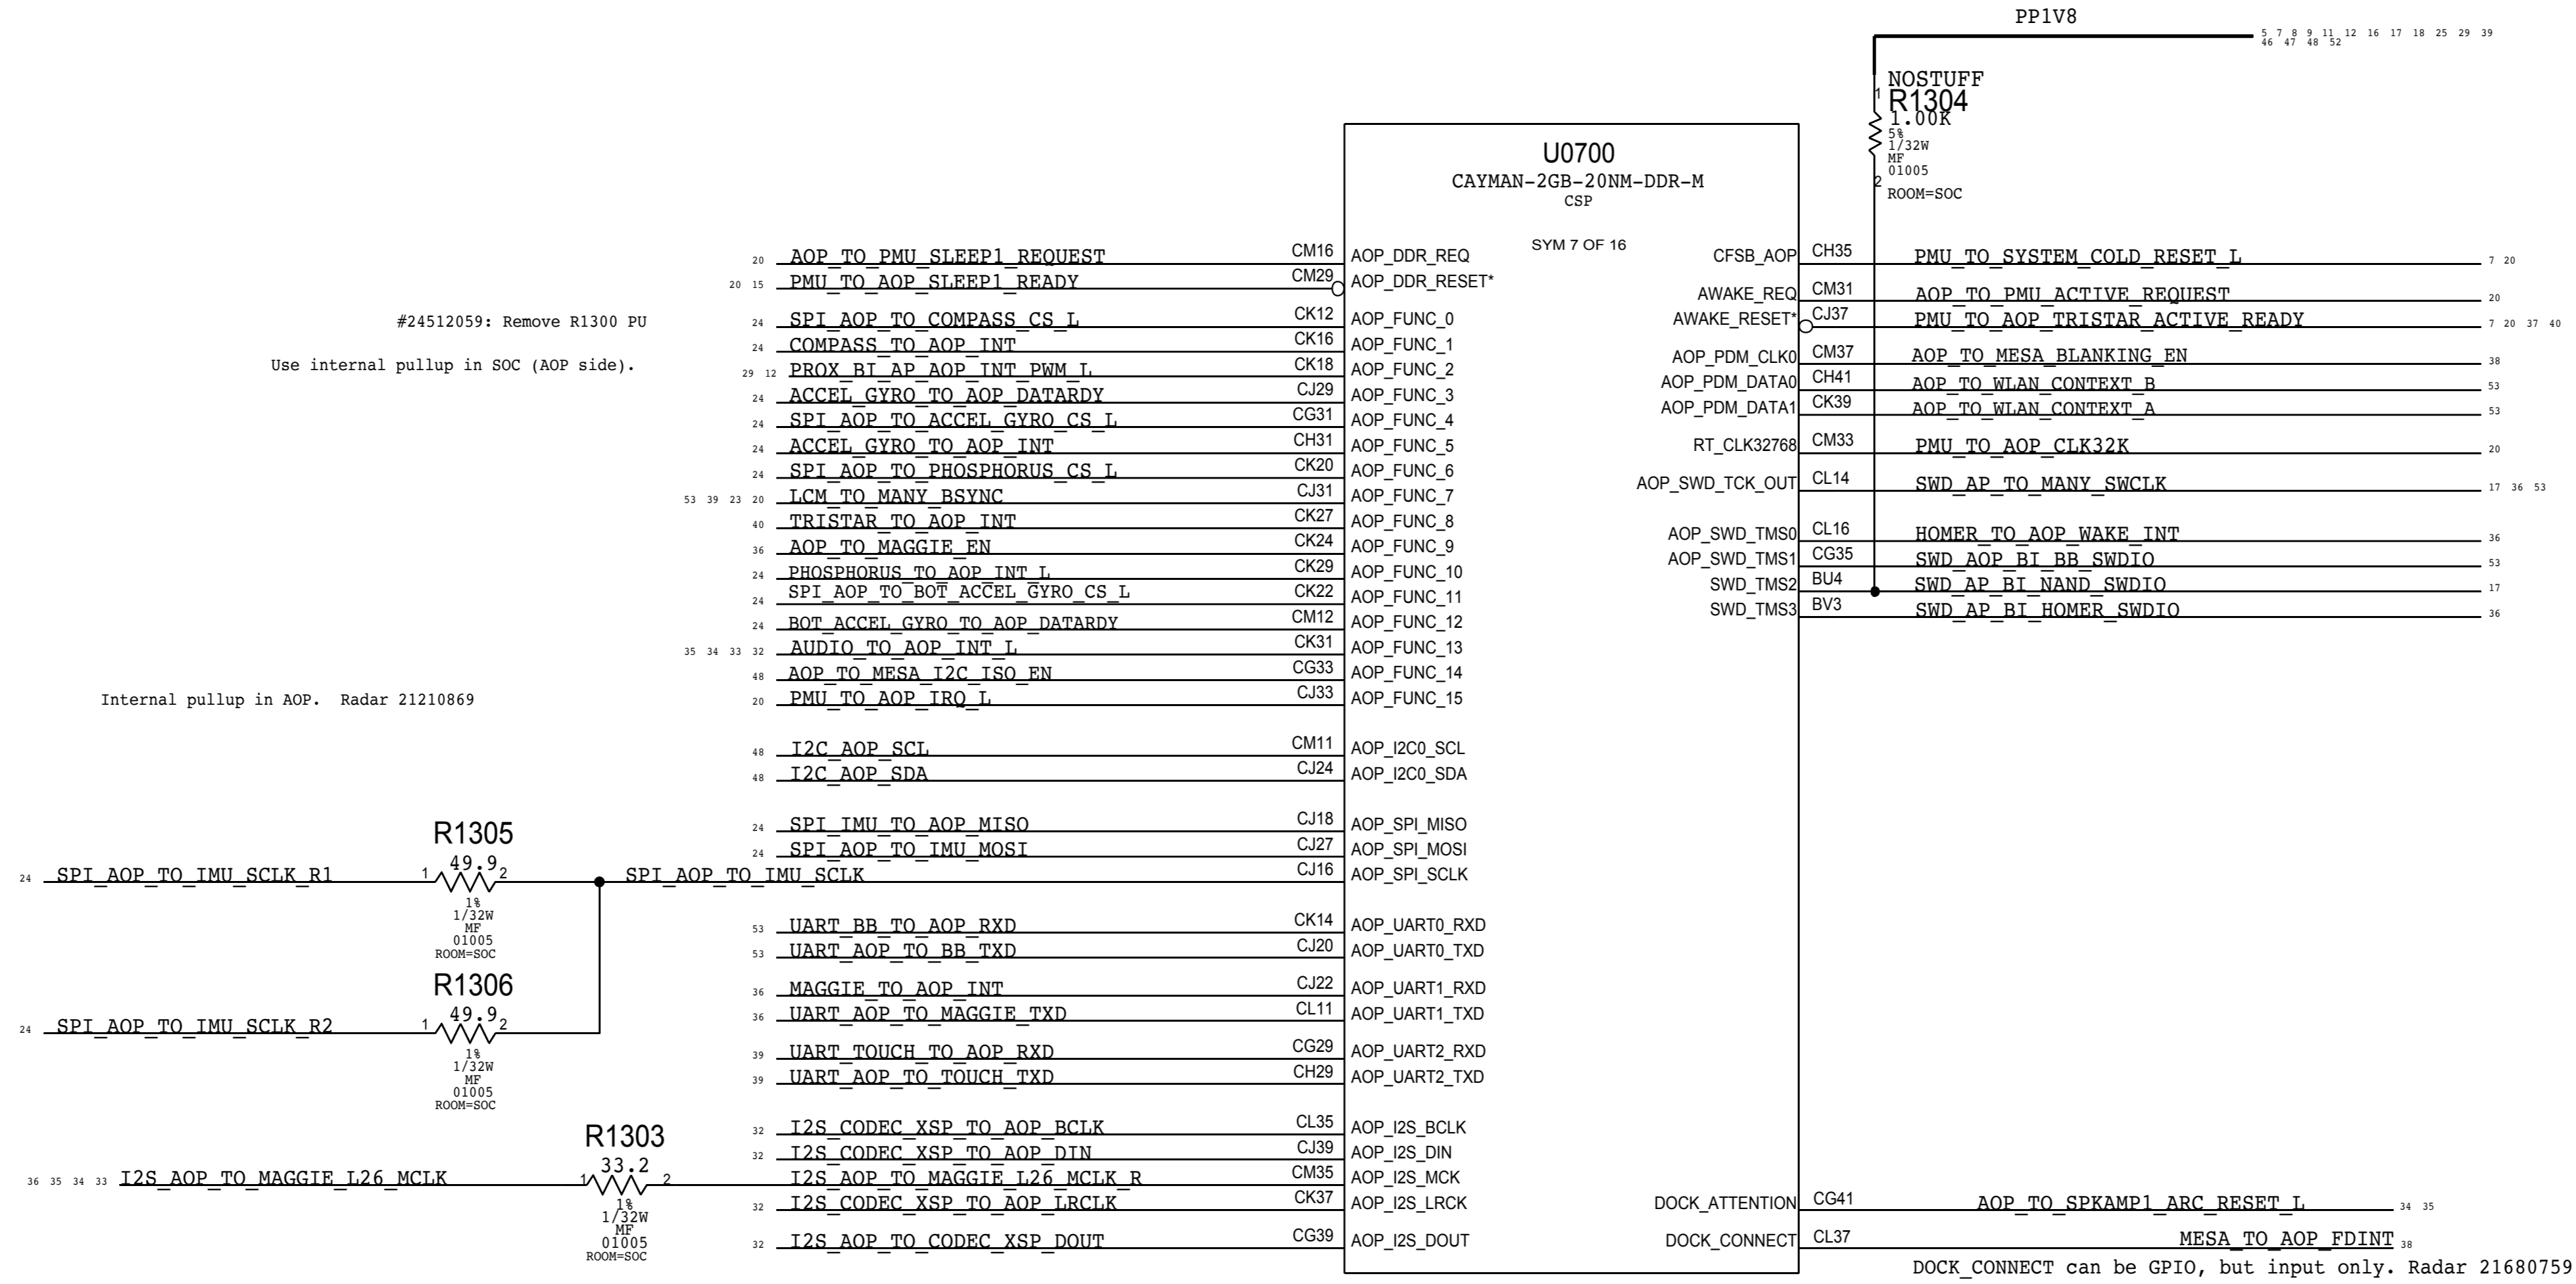 PP1V8
5 7 8 9 11 12 16 17 18 25 29 39
46 47 48 52
NOSTUFF
1
R1304
1.00K
5%
1/32W
MF
01005
2
ROOM=SOC
U0700
CAYMAN-2GB-20NM-DDR-M
CSP
SYM 7 OF 16
20 AOP_TO_PMU_SLEEP1_REQUEST CM16 AOP_DDR_REQ
20 15 PMU_TO_AOP_SLEEP1_READY CM29 AOP_DDR_RESET*
#24512059: Remove R1300 PU
Use internal pullup in SOC (AOP side).
24 SPI_AOP_TO_COMPASS_CS_L CK12 AOP_FUNC_0
24 COMPASS_TO_AOP_INT CK16 AOP_FUNC_1
29 12 PROX_BI_AP_AOP_INT_PWM_L CK18 AOP_FUNC_2
24 ACCEL_GYRO_TO_AOP_DATARDY CJ29 AOP_FUNC_3
24 SPI_AOP_TO_ACCEL_GYRO_CS_L CG31 AOP_FUNC_4
24 ACCEL_GYRO_TO_AOP_INT CH31 AOP_FUNC_5
24 SPI_AOP_TO_PHOSPHORUS_CS_L CK20 AOP_FUNC_6
53 39 23 20 LCM_TO_MANY_BSYNC CJ31 AOP_FUNC_7
40 TRISTAR_TO_AOP_INT CK27 AOP_FUNC_8
36 AOP_TO_MAGGIE_EN CK24 AOP_FUNC_9
24 PHOSPHORUS_TO_AOP_INT_L CK29 AOP_FUNC_10
24 SPI_AOP_TO_BOT_ACCEL_GYRO_CS_L CK22 AOP_FUNC_11
24 BOT_ACCEL_GYRO_TO_AOP_DATARDY CM12 AOP_FUNC_12
35 34 33 32 AUDIO_TO_AOP_INT_L CK31 AOP_FUNC_13
48 AOP_TO_MESA_I2C_ISO_EN CG33 AOP_FUNC_14
20 PMU_TO_AOP_IRQ_L CJ33 AOP_FUNC_15
Internal pullup in AOP. Radar 21210869
48 I2C_AOP_SCL CM11 AOP_I2C0_SCL
48 I2C_AOP_SDA CJ24 AOP_I2C0_SDA
24 SPI_IMU_TO_AOP_MISO CJ18 AOP_SPI_MISO
24 SPI_AOP_TO_IMU_MOSI CJ27 AOP_SPI_MOSI
SPI_AOP_TO_IMU_SCLK CJ16 AOP_SPI_SCLK
R1305
49.9
24 SPI_AOP_TO_IMU_SCLK_R1 1 2
1%
1/32W
MF
01005
ROOM=SOC
R1306
49.9
24 SPI_AOP_TO_IMU_SCLK_R2 1 2
1%
1/32W
MF
01005
ROOM=SOC
53 UART_BB_TO_AOP_RXD CK14 AOP_UART0_RXD
53 UART_AOP_TO_BB_TXD CJ20 AOP_UART0_TXD
36 MAGGIE_TO_AOP_INT CJ22 AOP_UART1_RXD
36 UART_AOP_TO_MAGGIE_TXD CL11 AOP_UART1_TXD
39 UART_TOUCH_TO_AOP_RXD CG29 AOP_UART2_RXD
39 UART_AOP_TO_TOUCH_TXD CH29 AOP_UART2_TXD
32 I2S_CODEC_XSP_TO_AOP_BCLK CL35 AOP_I2S_BCLK
32 I2S_CODEC_XSP_TO_AOP_DIN CJ39 AOP_I2S_DIN
I2S_AOP_TO_MAGGIE_L26_MCLK_R CM35 AOP_I2S_MCK
32 I2S_CODEC_XSP_TO_AOP_LRCLK CK37 AOP_I2S_LRCK
32 I2S_AOP_TO_CODEC_XSP_DOUT CG39 AOP_I2S_DOUT
R1303
33.2
36 35 34 33 I2S_AOP_TO_MAGGIE_L26_MCLK 1 2
1%
1/32W
MF
01005
ROOM=SOC
CFSB_AOP CH35 PMU_TO_SYSTEM_COLD_RESET_L 7 20
AWAKE_REQ CM31 AOP_TO_PMU_ACTIVE_REQUEST 20
AWAKE_RESET* CJ37 PMU_TO_AOP_TRISTAR_ACTIVE_READY 7 20 37 40
AOP_PDM_CLK0 CM37 AOP_TO_MESA_BLANKING_EN 38
AOP_PDM_DATA0 CH41 AOP_TO_WLAN_CONTEXT_B 53
AOP_PDM_DATA1 CK39 AOP_TO_WLAN_CONTEXT_A 53
RT_CLK32768 CM33 PMU_TO_AOP_CLK32K 20
AOP_SWD_TCK_OUT CL14 SWD_AP_TO_MANY_SWCLK 17 36 53
AOP_SWD_TMS0 CL16 HOMER_TO_AOP_WAKE_INT 36
AOP_SWD_TMS1 CG35 SWD_AOP_BI_BB_SWDIO 53
SWD_TMS2 BU4 SWD_AP_BI_NAND_SWDIO 17
SWD_TMS3 BV3 SWD_AP_BI_HOMER_SWDIO 36
DOCK_ATTENTION CG41 AOP_TO_SPKAMP1_ARC_RESET_L 34 35
DOCK_CONNECT CL37 MESA_TO_AOP_FDINT 38
DOCK_CONNECT can be GPIO, but input only. Radar 21680759